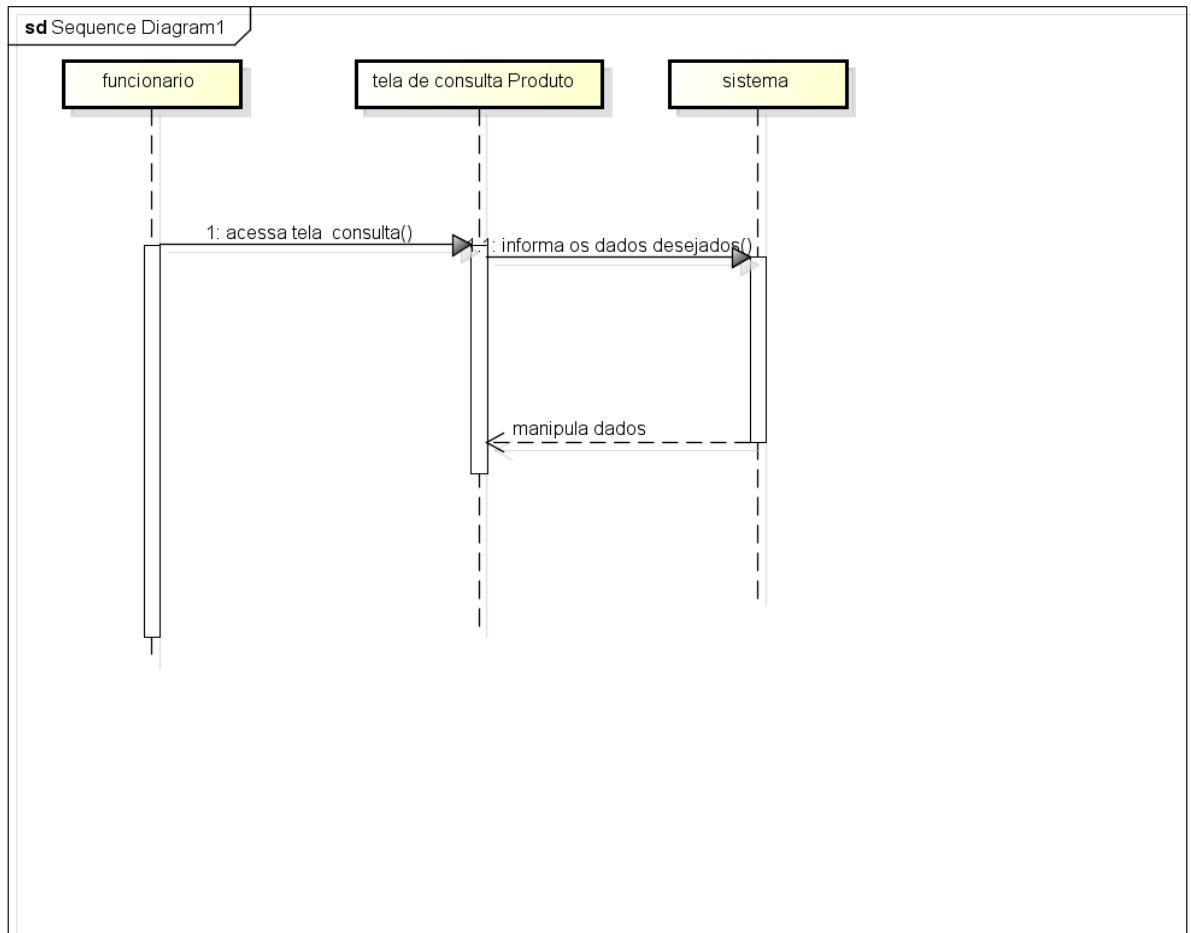 sd Sequence Diagram1
funcionario
tela de consulta Produto
sistema
1: acessa tela consulta()
1: informa os dados desejados()
manipula dados